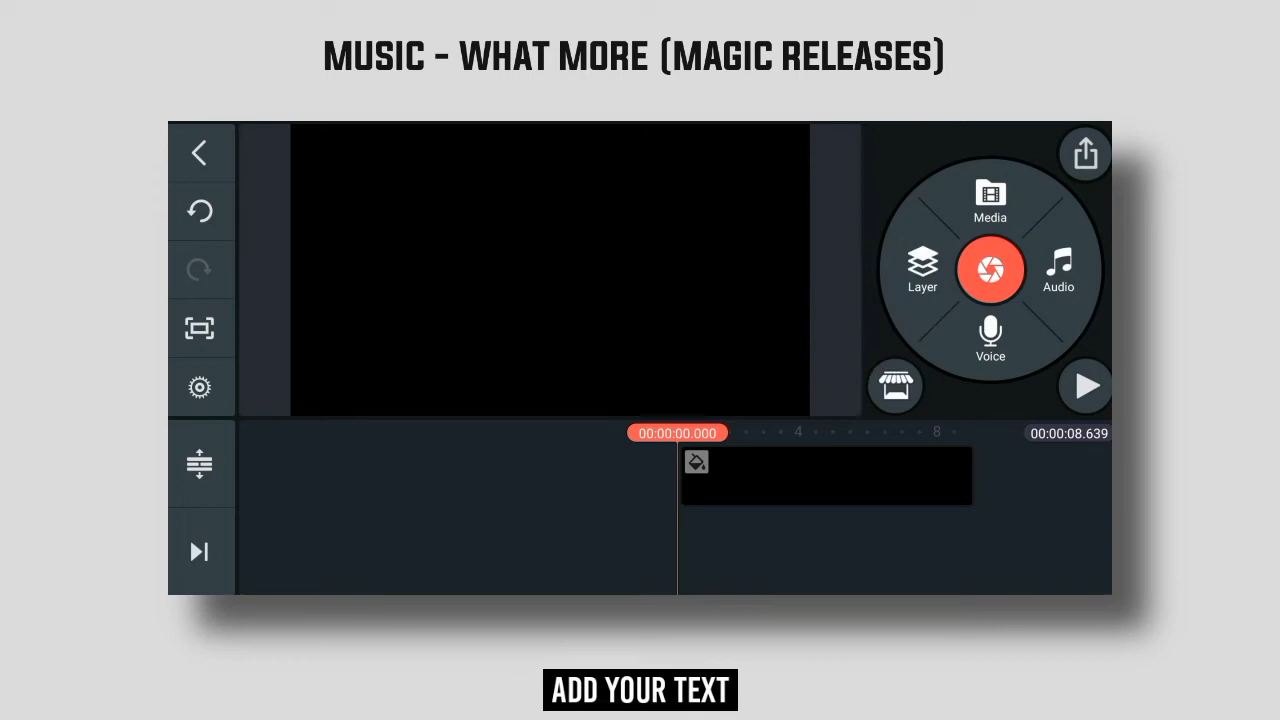 MUSIC - WHAT MORE (MAGIC RELEASES)
Media
Layer
Audio
Voice
00:00:00.000
4
8
00:00:08.639
ADD YOUR TEXT